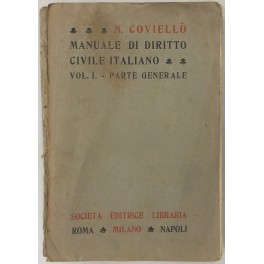 N. COVIELLO
MANUALE DI DIRITTO
CIVILE ITALIANO
VOL. I. - PARTE GENERALE
SOCIETÀ EDITRICE LIBRARIA
ROMA MILANO NAPOLI